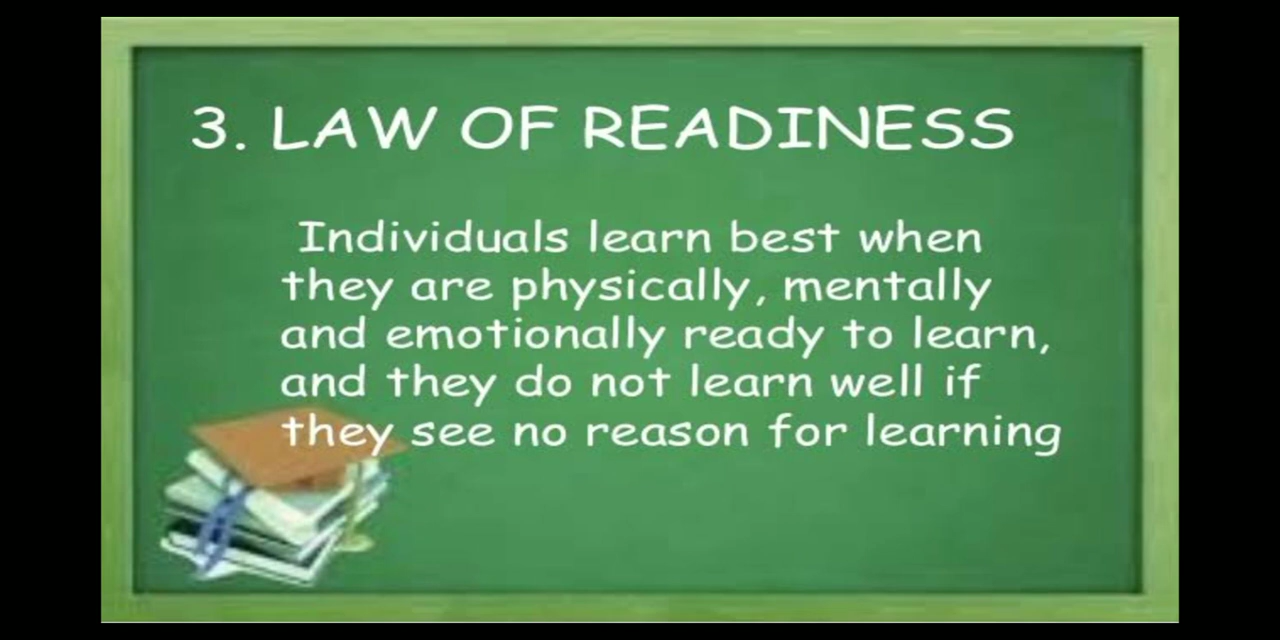 3. LAW OF READINESS
Individuals learn best when
they are physically, mentally
and emotionally ready to learn,
and they do not learn well if
they see no reason for learning